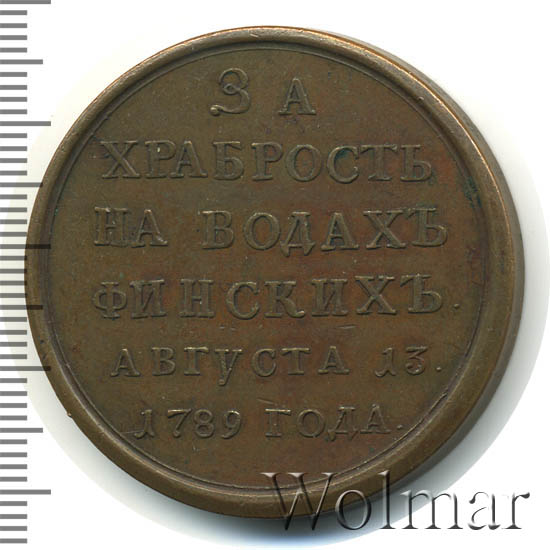 ЗА
ХРАБРОСТЬ
НА ВОДАХЪ
ФИНСКИХЪ.
АВГУСТА 13.
1789 ГОДА.
Wolmar